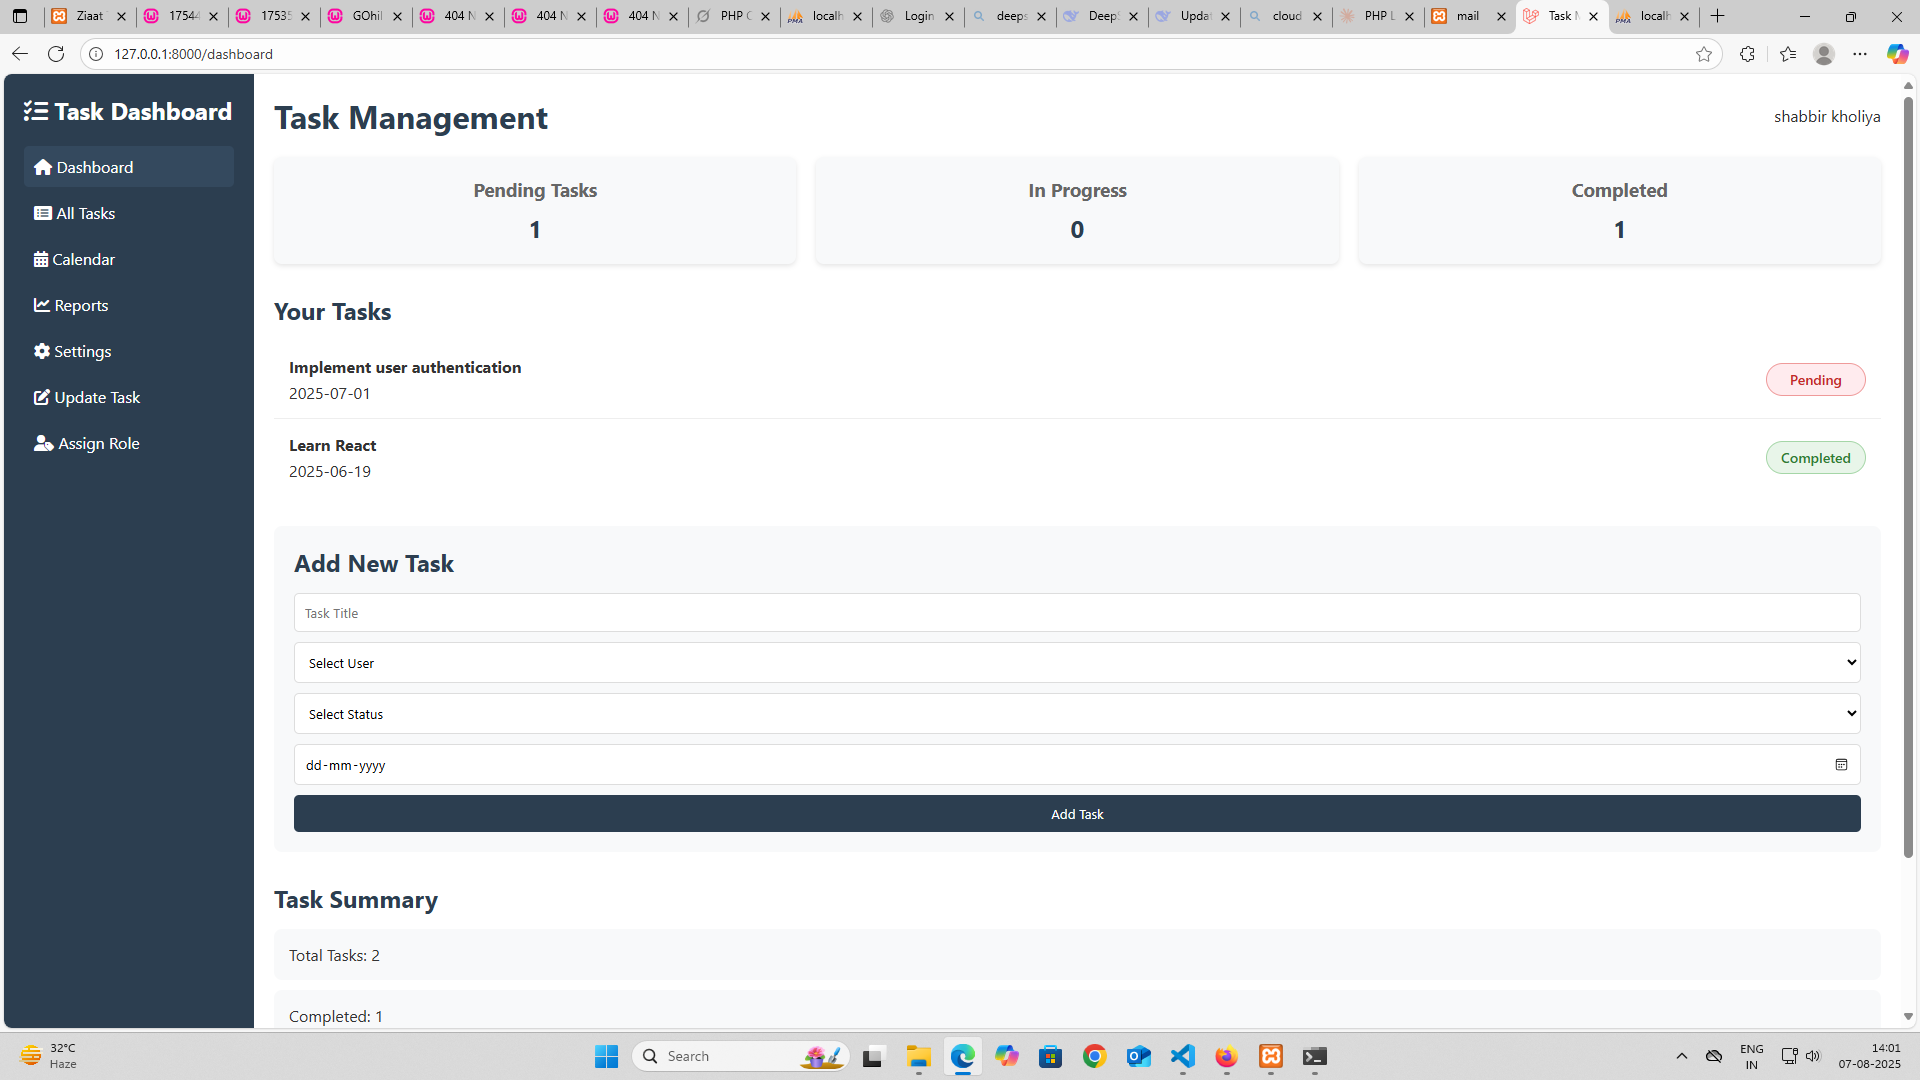 Ziaat
17544
17535
GOhil
404 N
404 N
404 N
PHP C
localh
Login
deeps
Deep
Updat
cloud
PHP L
mail
Task M
localh
127.0.0.1:8000/dashboard
Task Dashboard
Dashboard
All Tasks
Calendar
Reports
Settings
Update Task
Assign Role
Task Management
shabbir kholiya
Pending Tasks
1
In Progress
0
Completed
1
Your Tasks
Implement user authentication
2025-07-01
Pending
Learn React
2025-06-19
Completed
Add New Task
Task Title
Select User
Select Status
dd-mm-yyyy
Add Task
Task Summary
Total Tasks: 2
Completed: 1
32°C
Haze
Search
ENG
IN
14:01
07-08-2025